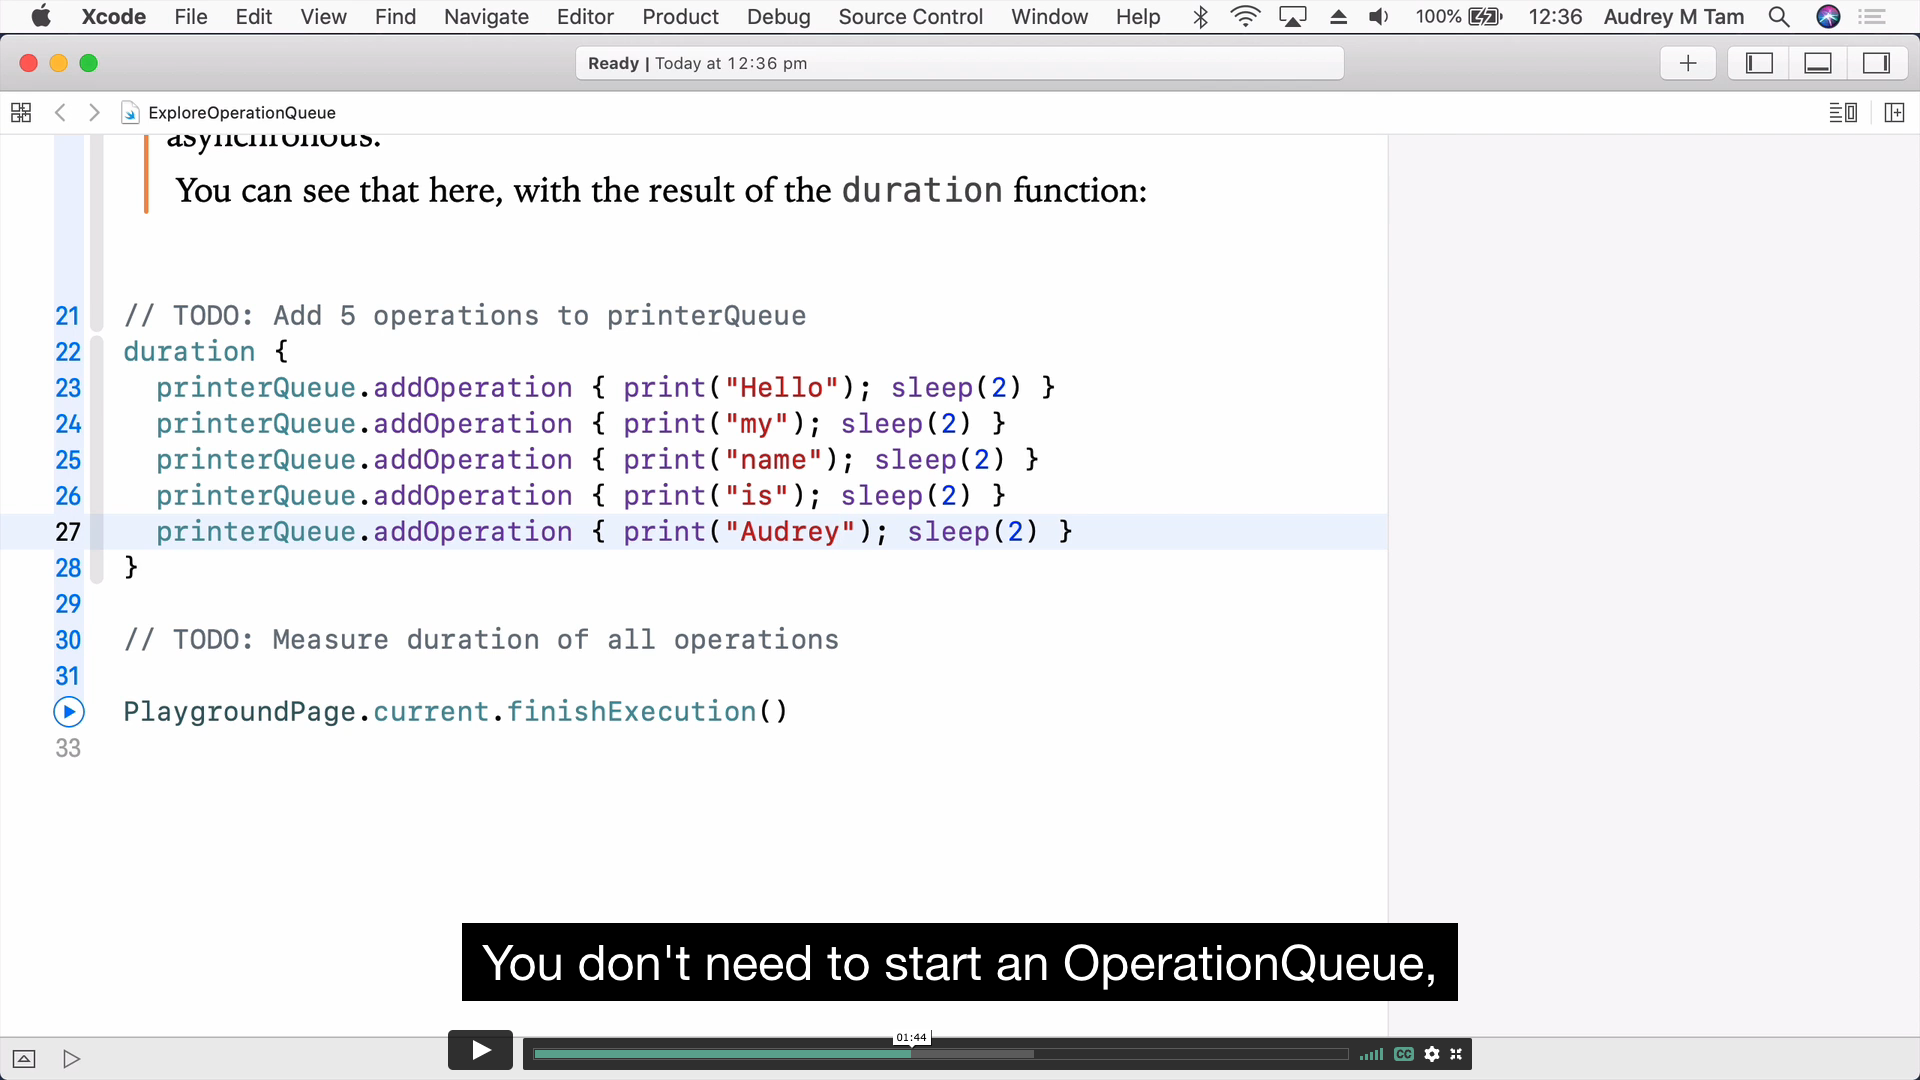 Xcode File Edit View Find Navigate Editor Product Debug Source Control Window Help 100% 12:36 Audrey M Tam
Ready | Today at 12:36 pm
ExploreOperationQueue
asynchronous.
You can see that here, with the result of the duration function:
21 // TODO: Add 5 operations to printerQueue
22 duration {
23 printerQueue.addOperation { print("Hello"); sleep(2) }
24 printerQueue.addOperation { print("my"); sleep(2) }
25 printerQueue.addOperation { print("name"); sleep(2) }
26 printerQueue.addOperation { print("is"); sleep(2) }
27 printerQueue.addOperation { print("Audrey"); sleep(2) }
28 }
29
30 // TODO: Measure duration of all operations
31
PlaygroundPage.current.finishExecution()
33
You don't need to start an OperationQueue,
01:44
CC